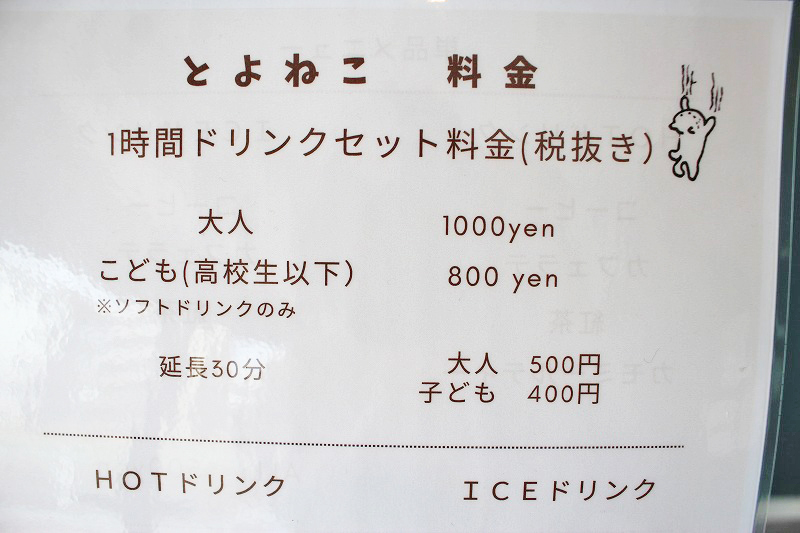 とよねこ　料金
1時間ドリンクセット料金(税抜き)
大人　1000yen
こども(高校生以下)　800 yen
※ソフトドリンクのみ
延長30分　大人　500円
子ども　400円
HOTドリンク　ICEドリンク